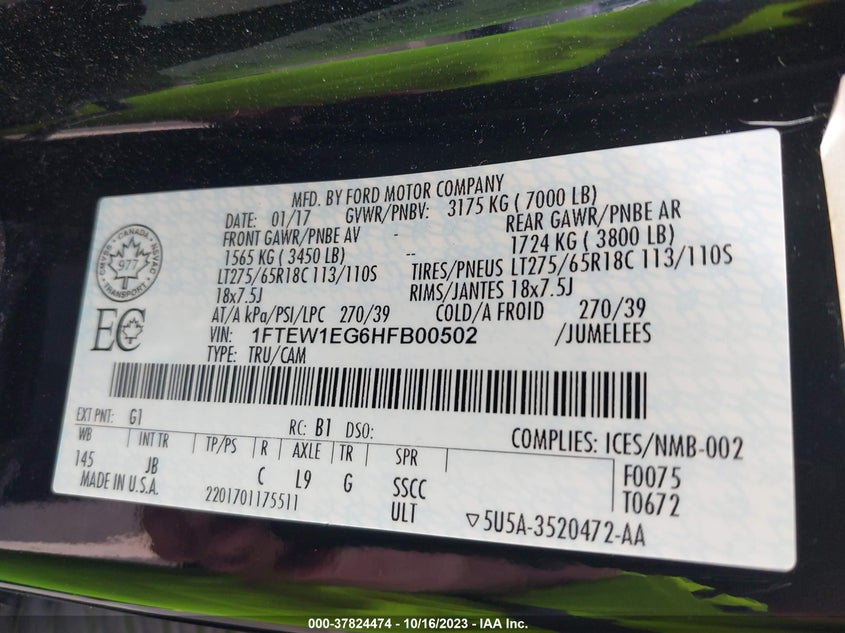 MFD. BY FORD MOTOR COMPANY
DATE: 01/17 GVWR/PNBV: 3175 KG ( 7000 LB)
FRONT GAWR/PNBE AV - REAR GAWR/PNBE AR
1565 KG ( 3450 LB) -- 1724 KG ( 3800 LB)
LT275/65R18C 113/110S TIRES/PNEUS LT275/65R18C 113/110S
18x7.5J RIMS/JANTES 18x7.5J
AT/A kPa/PSI/LPC 270/39 COLD/A FROID 270/39
VIN: 1FTEW1EG6HFB00502 /JUMELEES
TYPE: TRU/CAM
CANADA
977
TRANSPORT
EC
EXT PNT: G1 RC: B1 DSO: COMPLIES: ICES/NMB-002
WB INT TR TP/PS R AXLE TR SPR F0075
145 JB C L9 G SSCC T0672
MADE IN U.S.A. 2201701175511 ULT ▽5U5A-3520472-AA
000-37824474 - 10/16/2023 - IAA Inc.